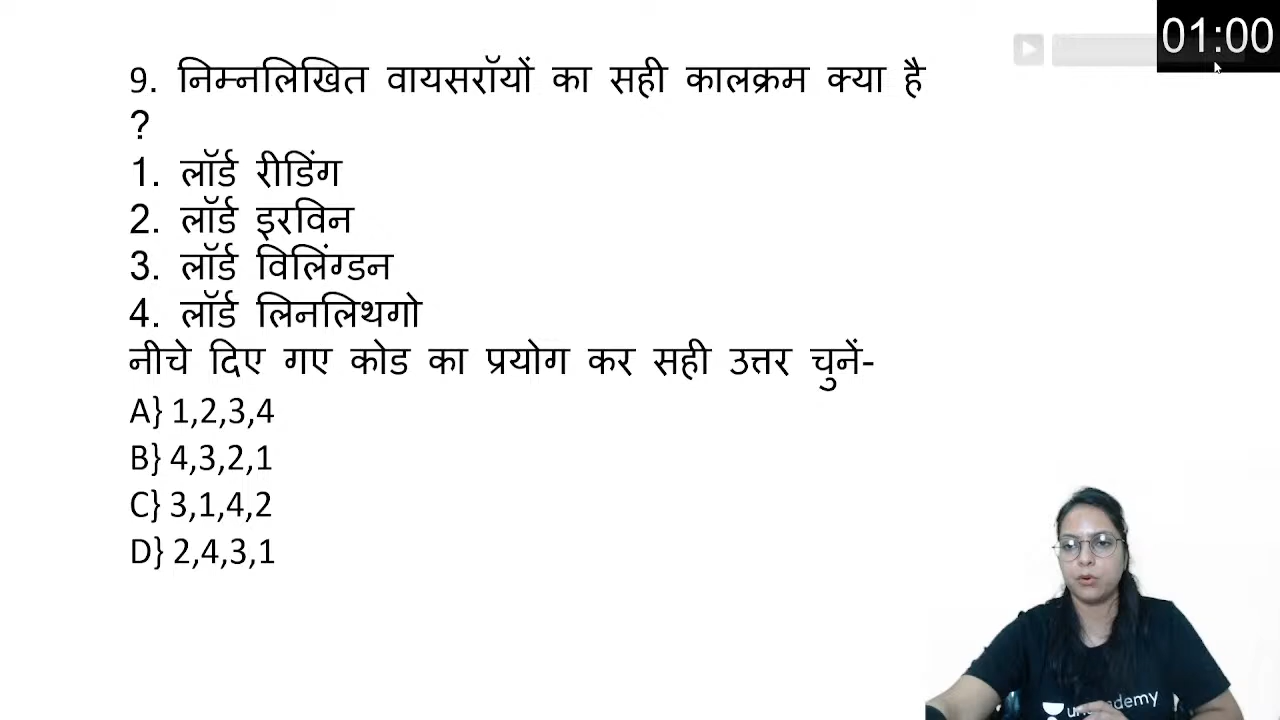 01:00
9. निम्नलिखित वायसरॉयों का सही कालक्रम क्या है
?
1. लॉर्ड रीडिंग
2. लॉर्ड इरविन
3. लॉर्ड विलिंग्डन
4. लॉर्ड लिनलिथगो
नीचे दिए गए कोड का प्रयोग कर सही उत्तर चुनें-
A} 1,2,3,4
B} 4,3,2,1
C} 3,1,4,2
D} 2,4,3,1